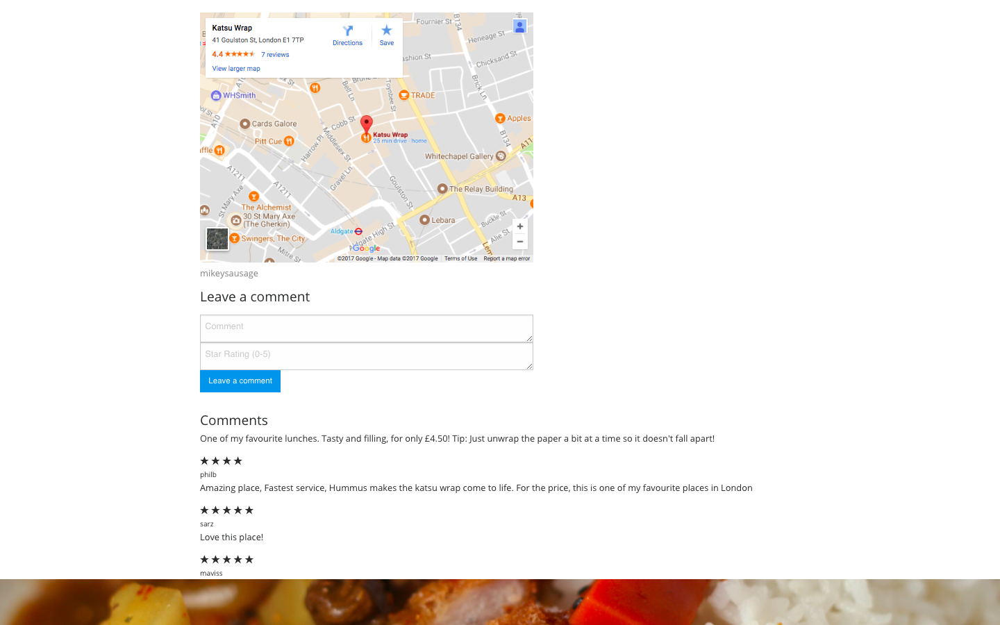 Katsu Wrap
41 Goulston St, London E1 7TP
4.4
7 reviews
View larger map
Directions
Save
Fournier St
B134
Heneage St
Chicksand St
Brick Ln
ashion St
Brune
Toynbee St
Bell Ln
TRADE
WHSmith
A10
Cards Galore
Cobb St
Pitt Cue
Harrow Pl
Middlesex St
Katsu Wrap
25 min drive - home
Apples
B134
A11
ffle
A10
Whitechapel Gallery
A1211
A1211
Gravel Ln
Goulston St
The Relay Building
A13
St Mary Axe
The Alchemist
30 St Mary Axe
(The Gherkin)
Lebara
Buckle St
Alie St
Swingers, The City
Aldgate
Aldgate High St
Mitre St
Lem
Google
©2017 Google - Map data ©2017 Google
Terms of Use
Report a map error
mikeysausage
Leave a comment
Comment
Star Rating (0-5)
Leave a comment
Comments
One of my favourite lunches. Tasty and filling, for only £4.50! Tip: Just unwrap the paper a bit at a time so it doesn't fall apart!
★★★★
philb
Amazing place, Fastest service, Hummus makes the katsu wrap come to life. For the price, this is one of my favourite places in London
★★★★★
sarz
Love this place!
★★★★★
maviss